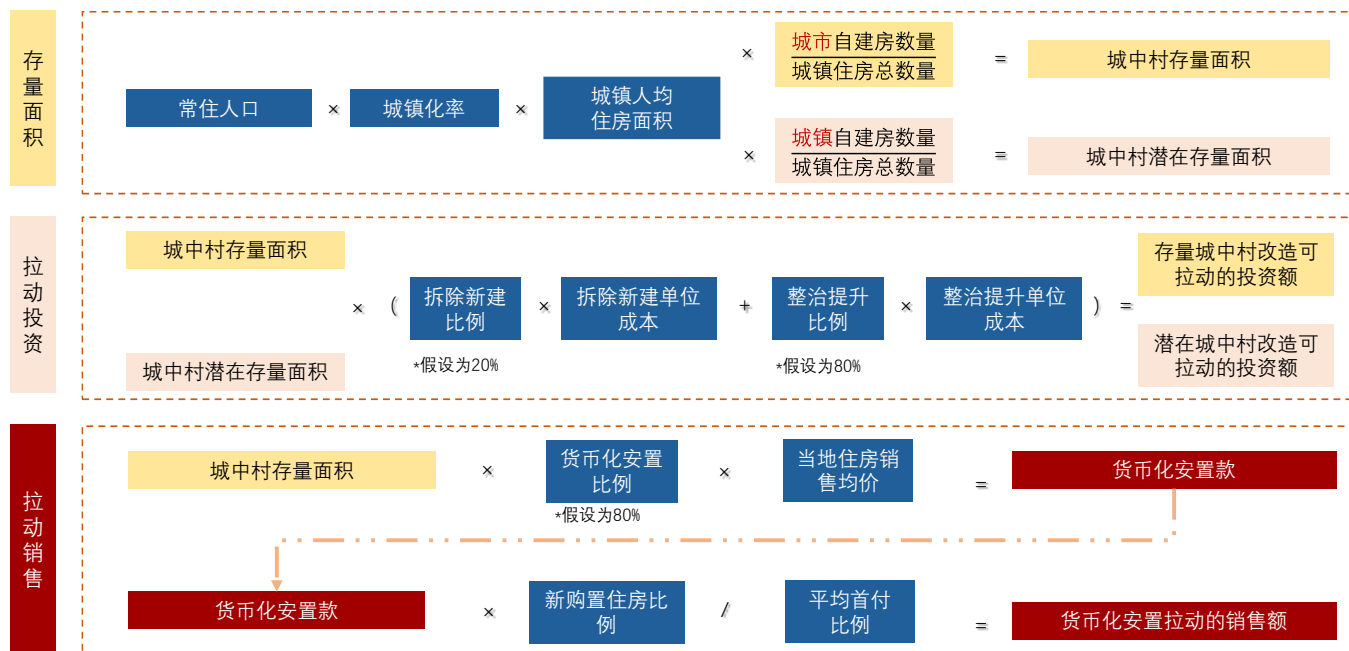 存量面积
常住人口
×
城镇化率
×
城镇人均
住房面积
×
城市自建房数量
城镇住房总数量
=
城中村存量面积
×
城镇自建房数量
城镇住房总数量
=
城中村潜在存量面积
拉动投资
城中村存量面积
城中村潜在存量面积
×
(
拆除新建
比例
*假设为20%
×
拆除新建单位
成本
+
整治提升
比例
*假设为80%
×
整治提升单位
成本
)
=
存量城中村改造可
拉动的投资额
潜在城中村改造可
拉动的投资额
拉动销售
城中村存量面积
×
货币化安置
比例
*假设为80%
×
当地住房销
售均价
=
货币化安置款
货币化安置款
×
新购置住房比
例
/
平均首付
比例
=
货币化安置拉动的销售额